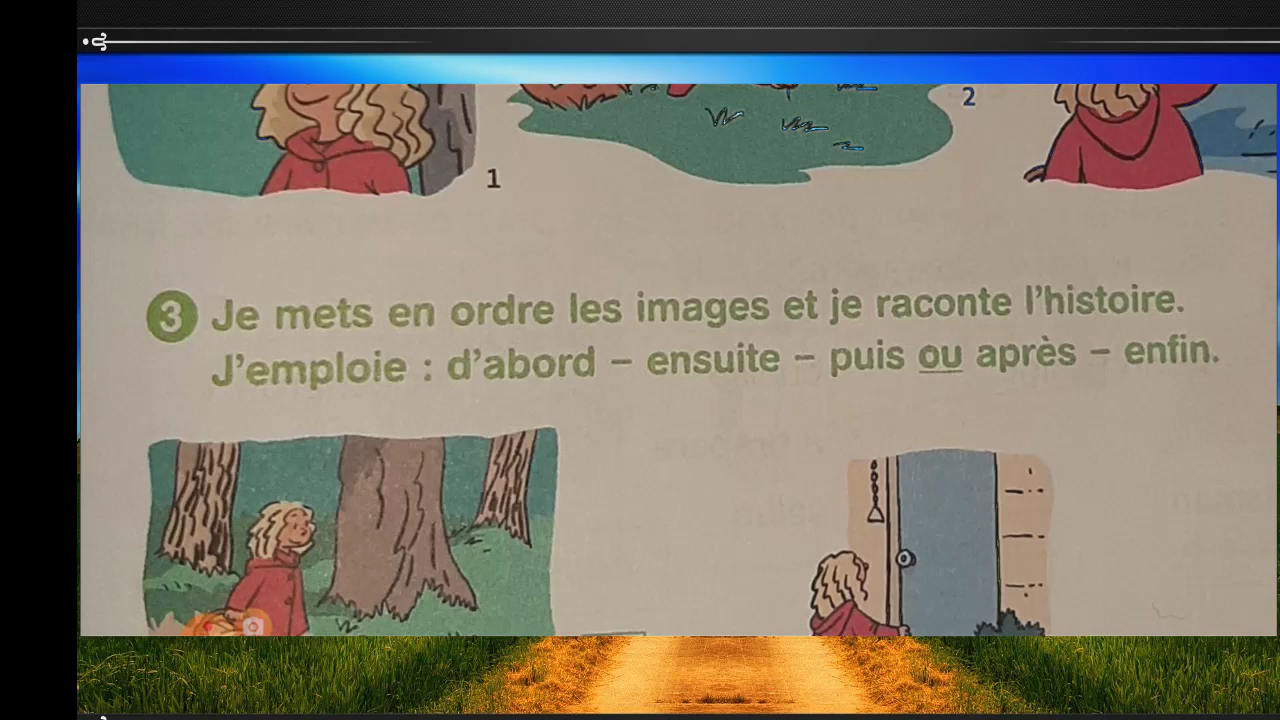 1
2
3 Je mets en ordre les images et je raconte l'histoire.
J'emploie : d'abord – ensuite – puis ou après – enfin.